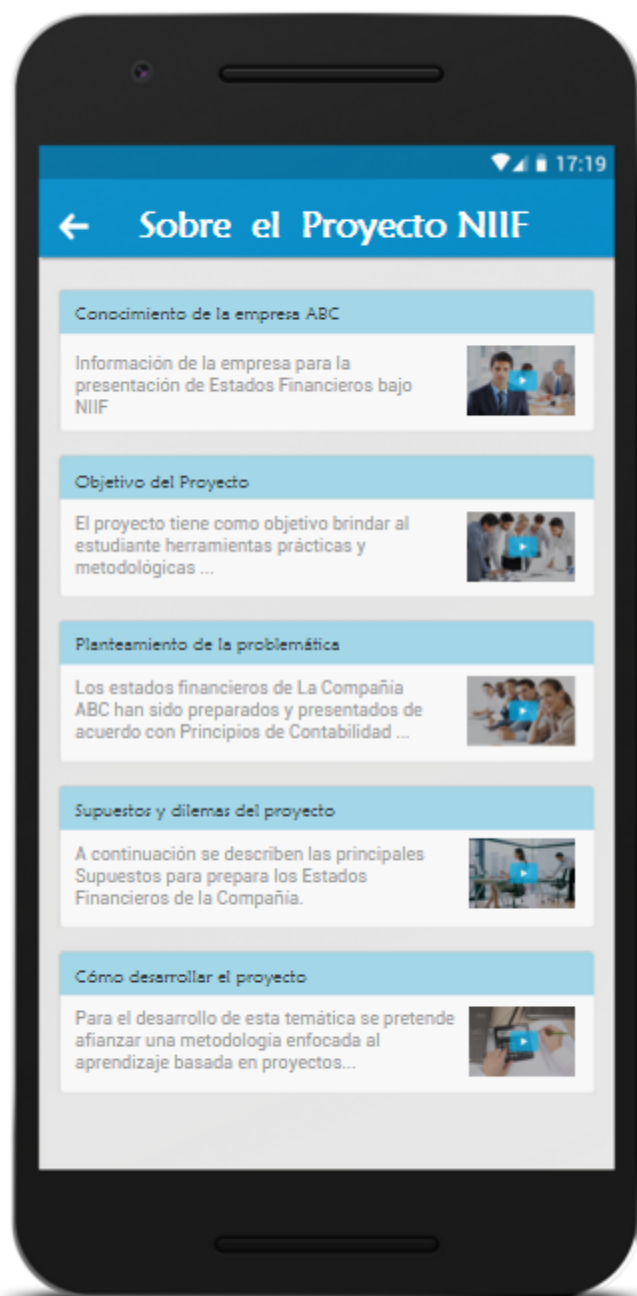 17:19
Sobre el Proyecto NIIF
Conocimiento de la empresa ABC
Información de la empresa para la
presentación de Estados Financieros bajo
NIIF
Objetivo del Proyecto
El proyecto tiene como objetivo brindar al
estudiante herramientas prácticas y
metodológicas ...
Planteamiento de la problemática
Los estados financieros de La Compañia
ABC han sido preparados y presentados de
acuerdo con Principios de Contabilidad ...
Supuestos y dilemas del proyecto
A continuación se describen las principales
Supuestos para prepara los Estados
Financieros de la Compañía.
Cómo desarrollar el proyecto
Para el desarrollo de esta temática se pretende
afianzar una metodología enfocada al
aprendizaje basada en proyectos...